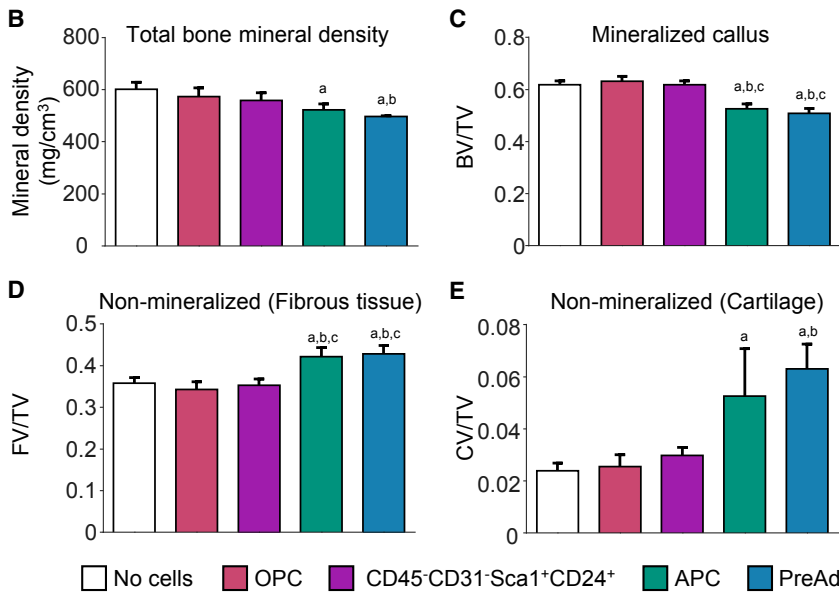 B
Total bone mineral density
Mineral density
(mg/cm³)
800
600
400
200
0
a
a,b
C
Mineralized callus
BV/TV
0.8
0.6
0.4
0.2
0
a,b,c
a,b,c
D
Non-mineralized (Fibrous tissue)
FV/TV
0.5
0.4
0.3
0.2
0.1
0
a,b,c
a,b,c
E
Non-mineralized (Cartilage)
CV/TV
0.08
0.06
0.04
0.02
0
a
a,b
No cells OPC CD45⁻CD31⁻Sca1⁺CD24⁺ APC PreAd